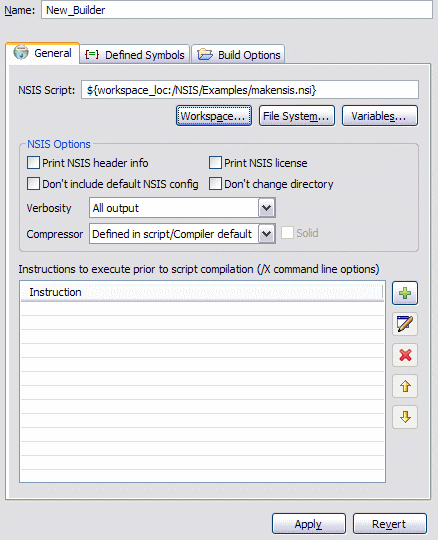 Name: New_Builder
General {=} Defined Symbols Build Options
NSIS Script: ${workspace_loc:/NSIS/Examples/makensis.nsi}
Workspace... File System... Variables...
NSIS Options
Print NSIS header info Print NSIS license
Don't include default NSIS config Don't change directory
Verbosity All output
Compressor Defined in script/Compiler default Solid
Instructions to execute prior to script compilation (/X command line options)
Instruction
Apply Revert